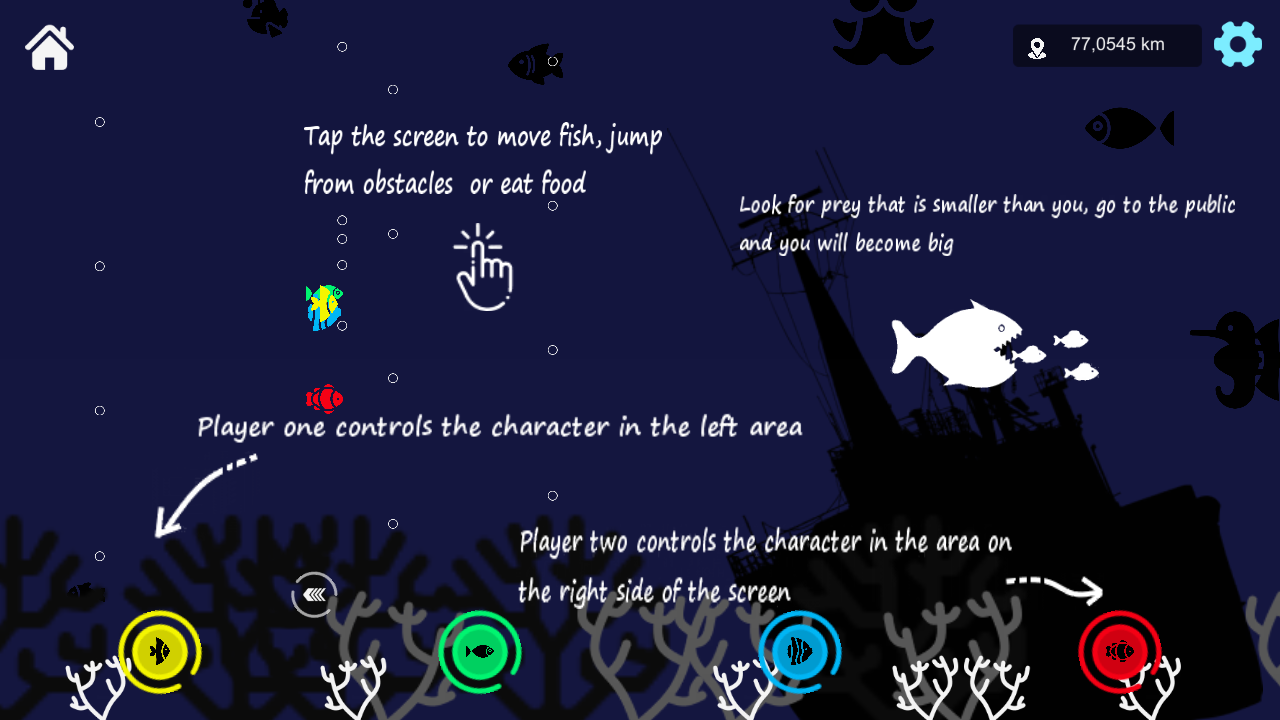 77,0545 km
Tap the screen to move fish, jump
from obstacles or eat food
Look for prey that is smaller than you, go to the public
and you will become big
Player one controls the character in the left area
Player two controls the character in the area on
the right side of the screen